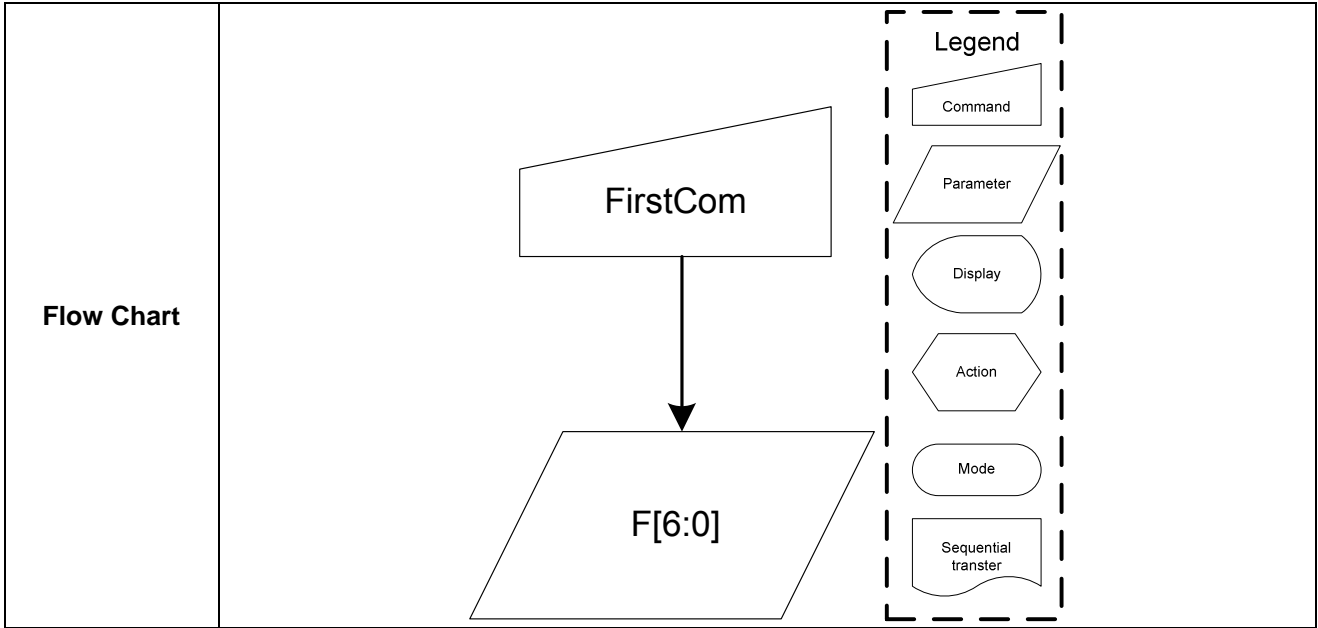 Flow Chart
FirstCom
F[6:0]
Legend
Command
Parameter
Display
Action
Mode
Sequential
transter